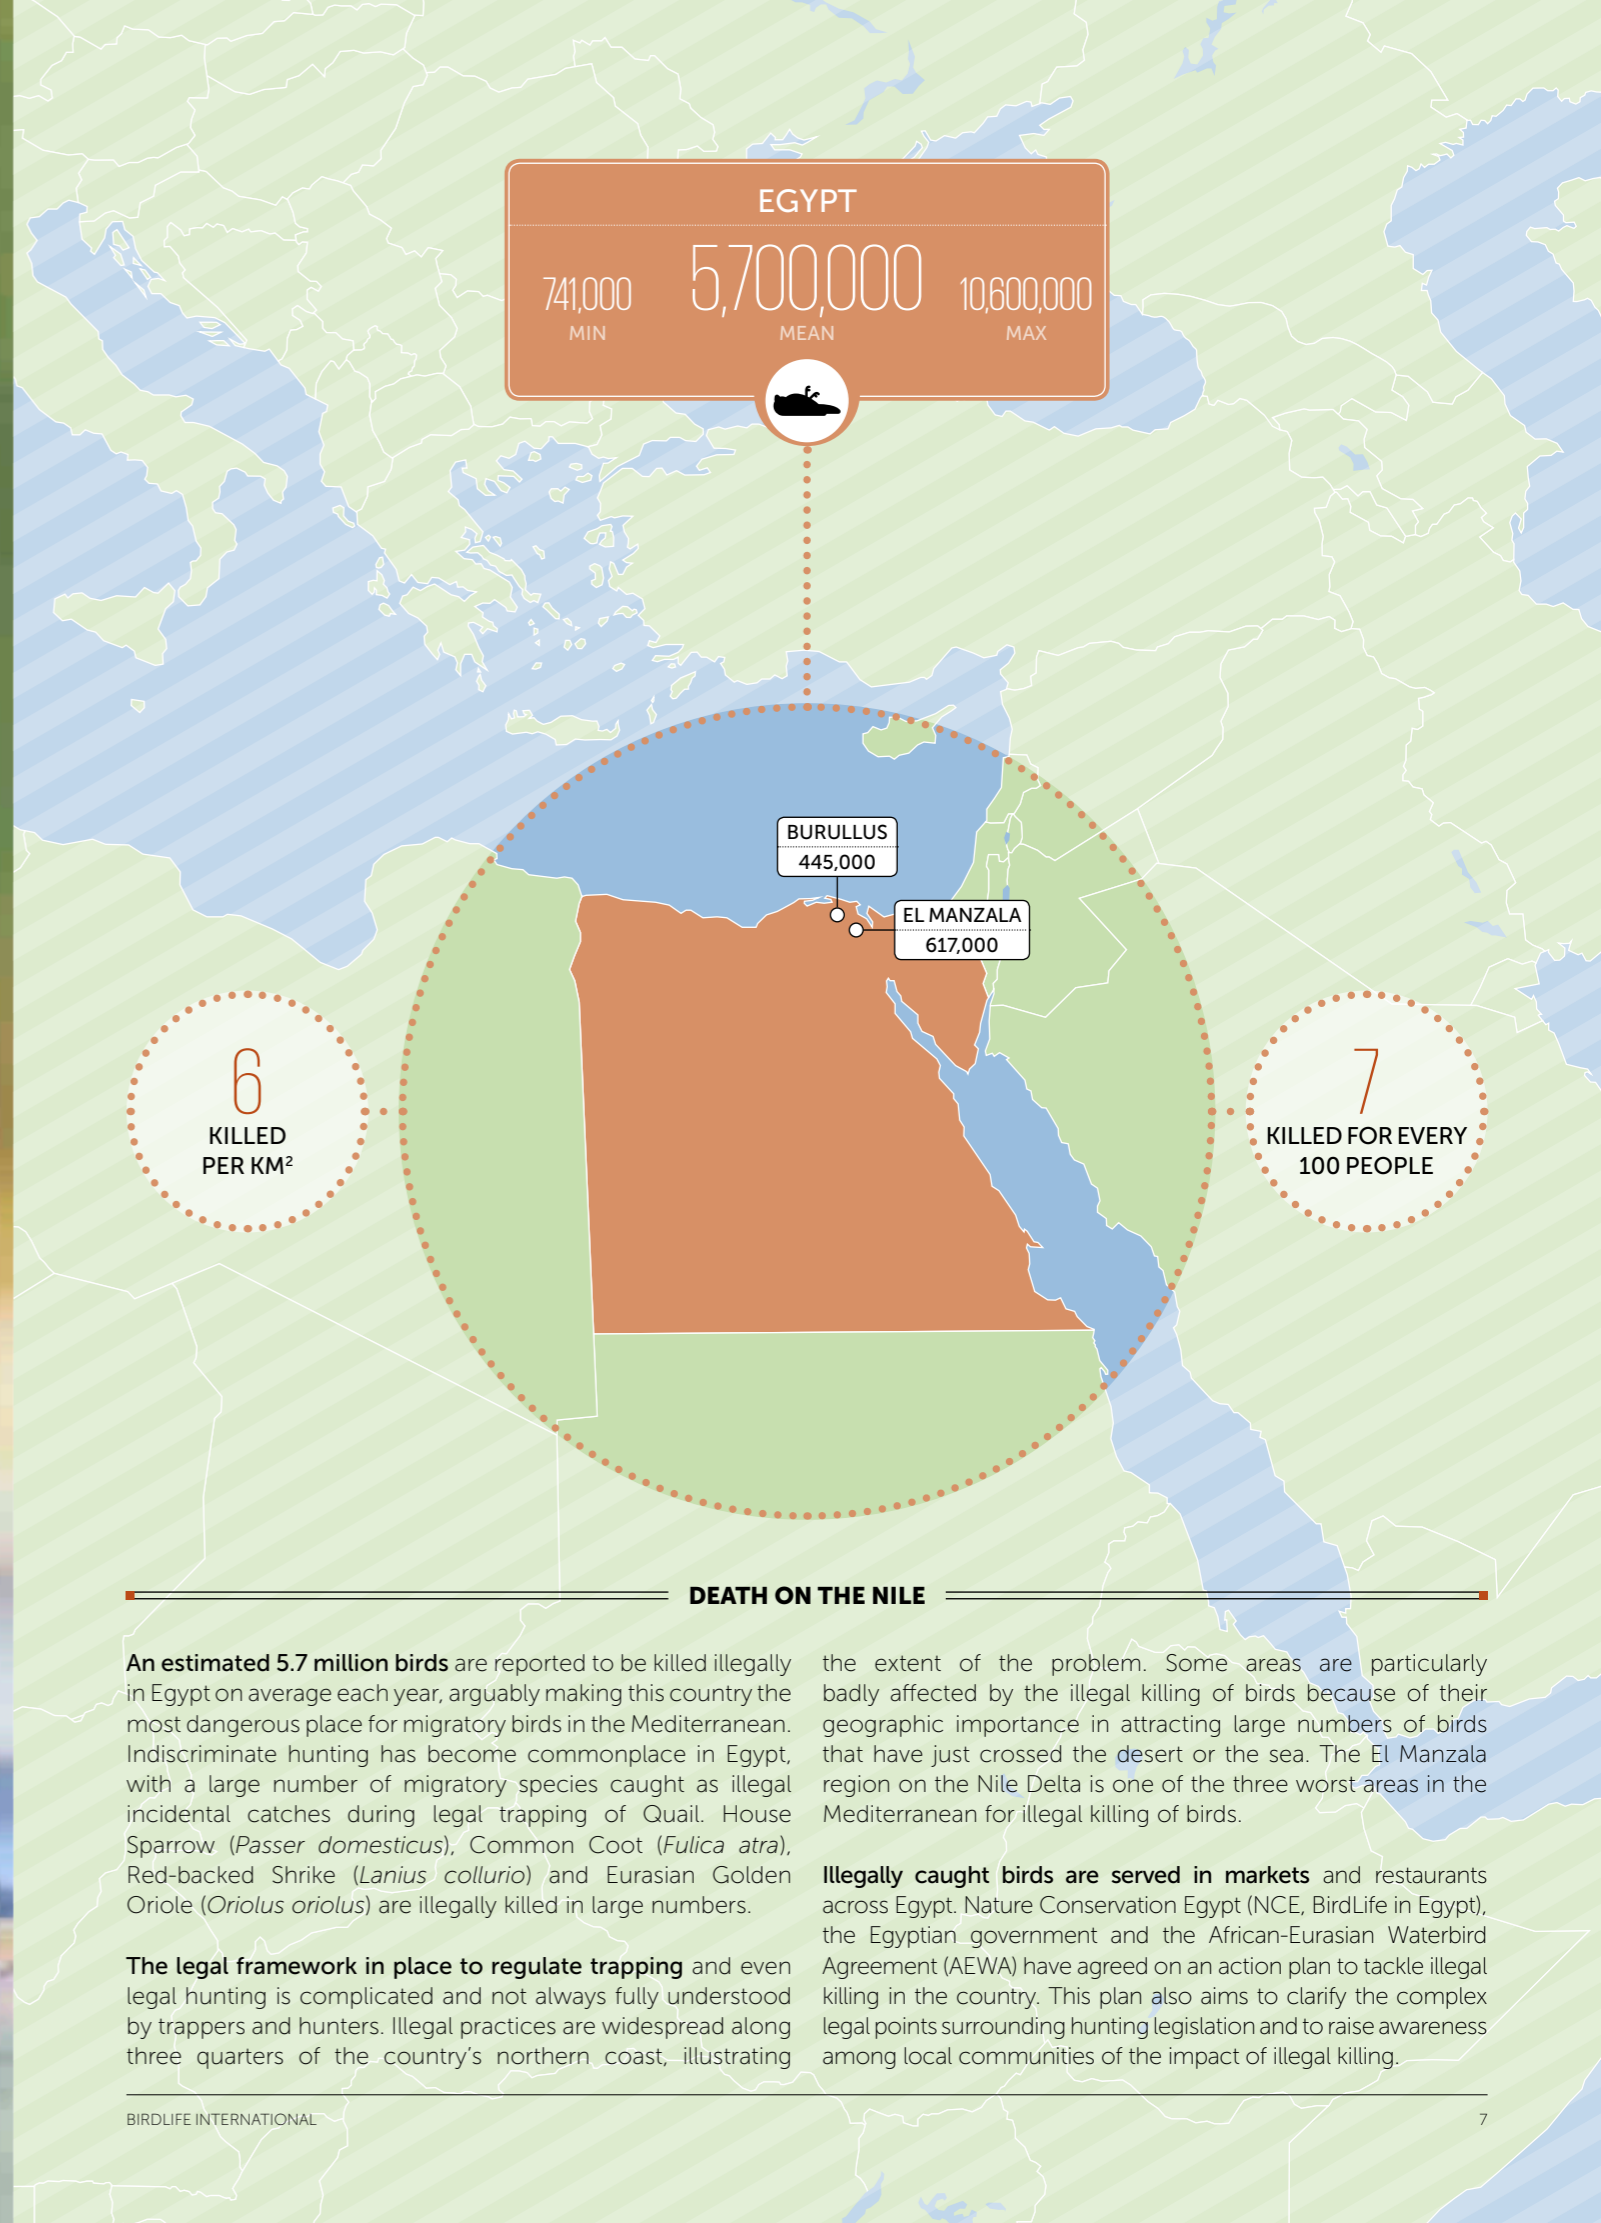 EGYPT
741,000
MIN
5,700,000
MEAN
10,600,000
MAX
BURULLUS
445,000
EL MANZALA
617,000
6
KILLED
PER KM²
7
KILLED FOR EVERY
100 PEOPLE
DEATH ON THE NILE
An estimated 5.7 million birds are reported to be killed illegally
in Egypt on average each year, arguably making this country the
most dangerous place for migratory birds in the Mediterranean.
Indiscriminate hunting has become commonplace in Egypt,
with a large number of migratory species caught as illegal
incidental catches during legal trapping of Quail. House
Sparrow (Passer domesticus), Common Coot (Fulica atra),
Red-backed Shrike (Lanius collurio) and Eurasian Golden
Oriole (Oriolus oriolus) are illegally killed in large numbers.
The legal framework in place to regulate trapping and even
legal hunting is complicated and not always fully understood
by trappers and hunters. Illegal practices are widespread along
three quarters of the country's northern coast, illustrating
the extent of the problem. Some areas are particularly
badly affected by the illegal killing of birds because of their
geographic importance in attracting large numbers of birds
that have just crossed the desert or the sea. The El Manzala
region on the Nile Delta is one of the three worst areas in the
Mediterranean for illegal killing of birds.
Illegally caught birds are served in markets and restaurants
across Egypt. Nature Conservation Egypt (NCE, BirdLife in Egypt),
the Egyptian government and the African-Eurasian Waterbird
Agreement (AEWA) have agreed on an action plan to tackle illegal
killing in the country. This plan also aims to clarify the complex
legal points surrounding hunting legislation and to raise awareness
among local communities of the impact of illegal killing.
BIRDLIFE INTERNATIONAL
7